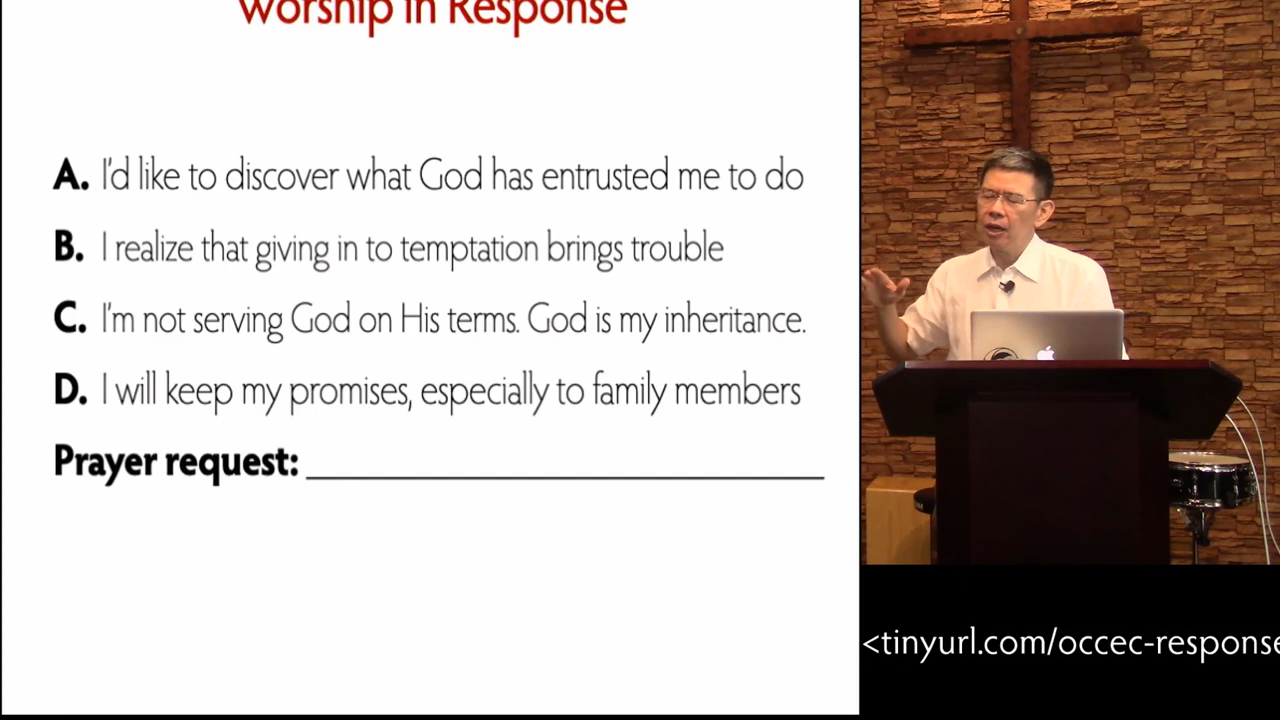 Worship in Response
A. I'd like to discover what God has entrusted me to do
B. I realize that giving in to temptation brings trouble
C. I'm not serving God on His terms. God is my inheritance.
D. I will keep my promises, especially to family members
Prayer request:
<tinyurl.com/occec-response